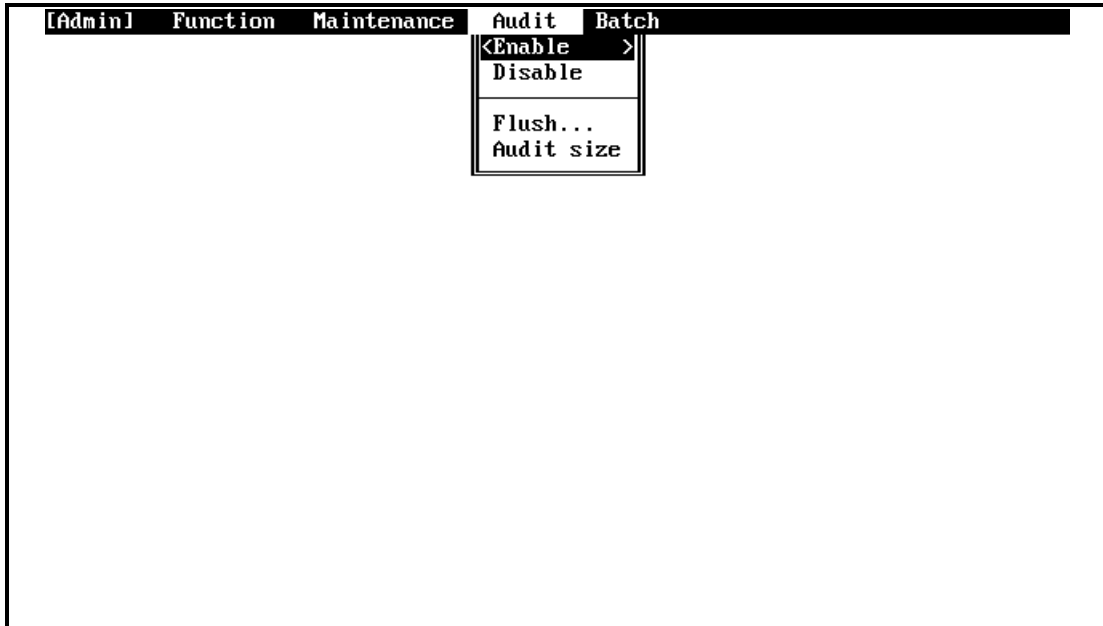 [Admin] Function Maintenance Audit Batch
<Enable >
Disable
Flush...
Audit size